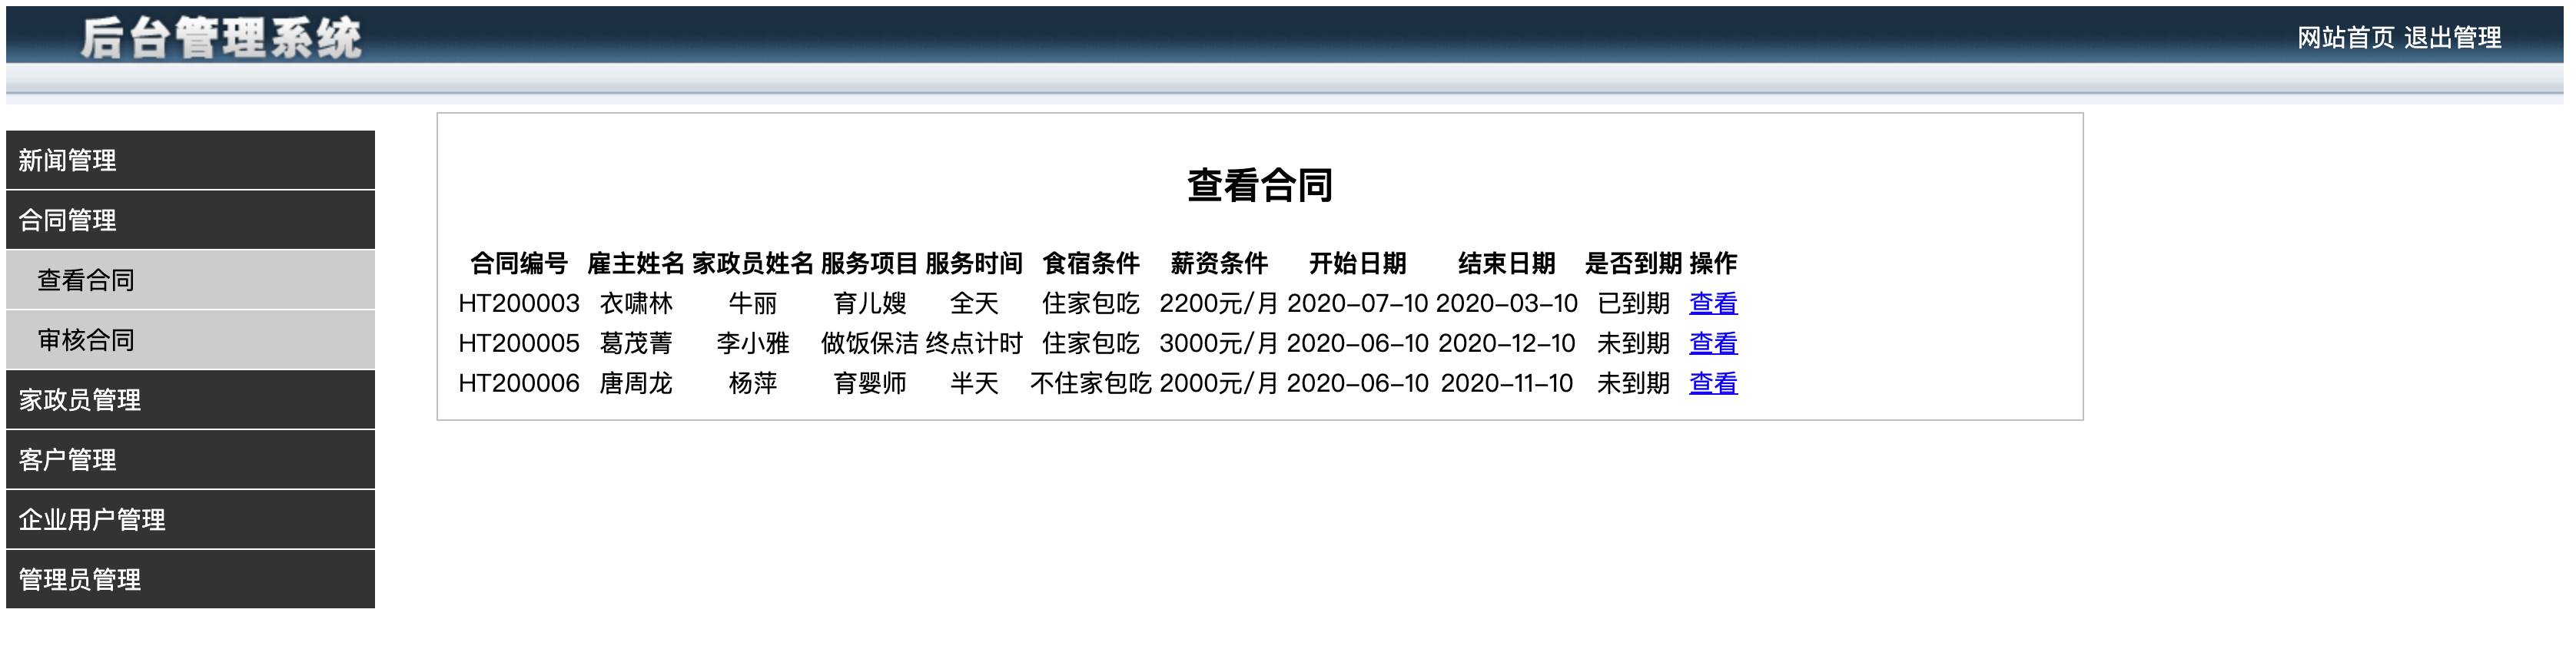 后台管理系统
网站首页 退出管理
新闻管理
合同管理
查看合同
审核合同
家政员管理
客户管理
企业用户管理
管理员管理
查看合同
合同编号 雇主姓名 家政员姓名 服务项目 服务时间 食宿条件 薪资条件 开始日期 结束日期 是否到期 操作
HT200003 衣啸林 牛丽 育儿嫂 全天 住家包吃 2200元/月 2020-07-10 2020-03-10 已到期 查看
HT200005 葛茂菁 李小雅 做饭保洁 终点计时 住家包吃 3000元/月 2020-06-10 2020-12-10 未到期 查看
HT200006 唐周龙 杨萍 育婴师 半天 不住家包吃 2000元/月 2020-06-10 2020-11-10 未到期 查看